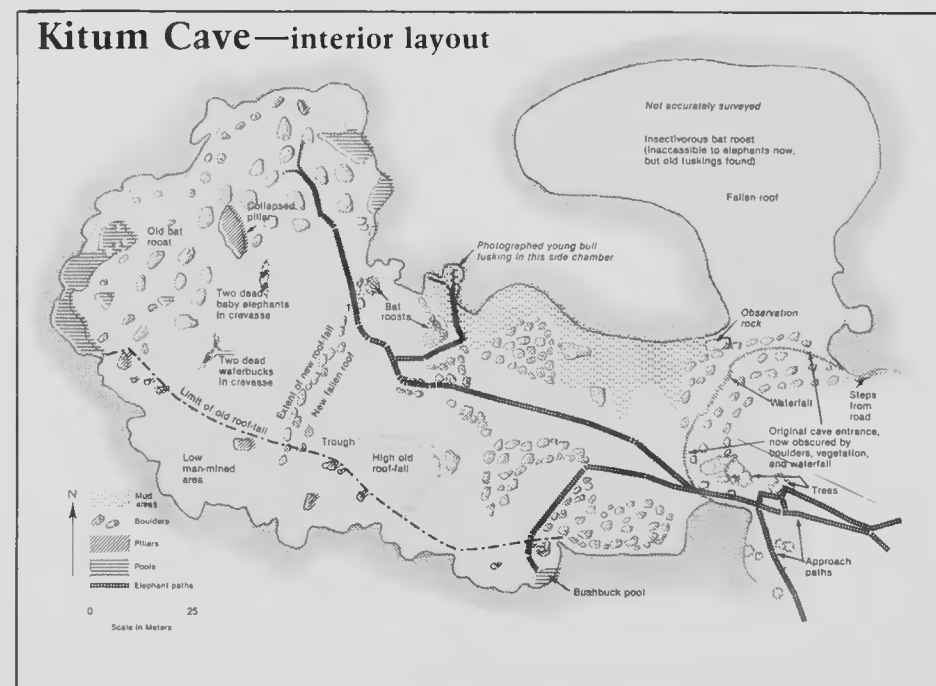 Kitum Cave—interior layout
Not accurately surveyed
Insectivorous bat roost
(inaccessible to elephants now,
but old tuskings found)
Fallen roof
Collapsed
pillar
Old bat
roost
Photographed young bull
tusking in this side chamber
Two dead
baby elephants
in crevasse
Bat
roosts
Observation
rock
Two dead
waterbucks
in crevasse
Extent of new roof-fall
New fallen roof
Limit of old roof-fall
Waterfall
Steps
from
road
Original cave entrance,
now obscured by
boulders, vegetation,
and waterfall
Trough
High old
roof-fall
Low
man-mined
area
Trees
N
Mud
areas
Boulders
Pillars
Pools
Elephant paths
Approach
paths
Bushbuck pool
0 25
Scale in Meters